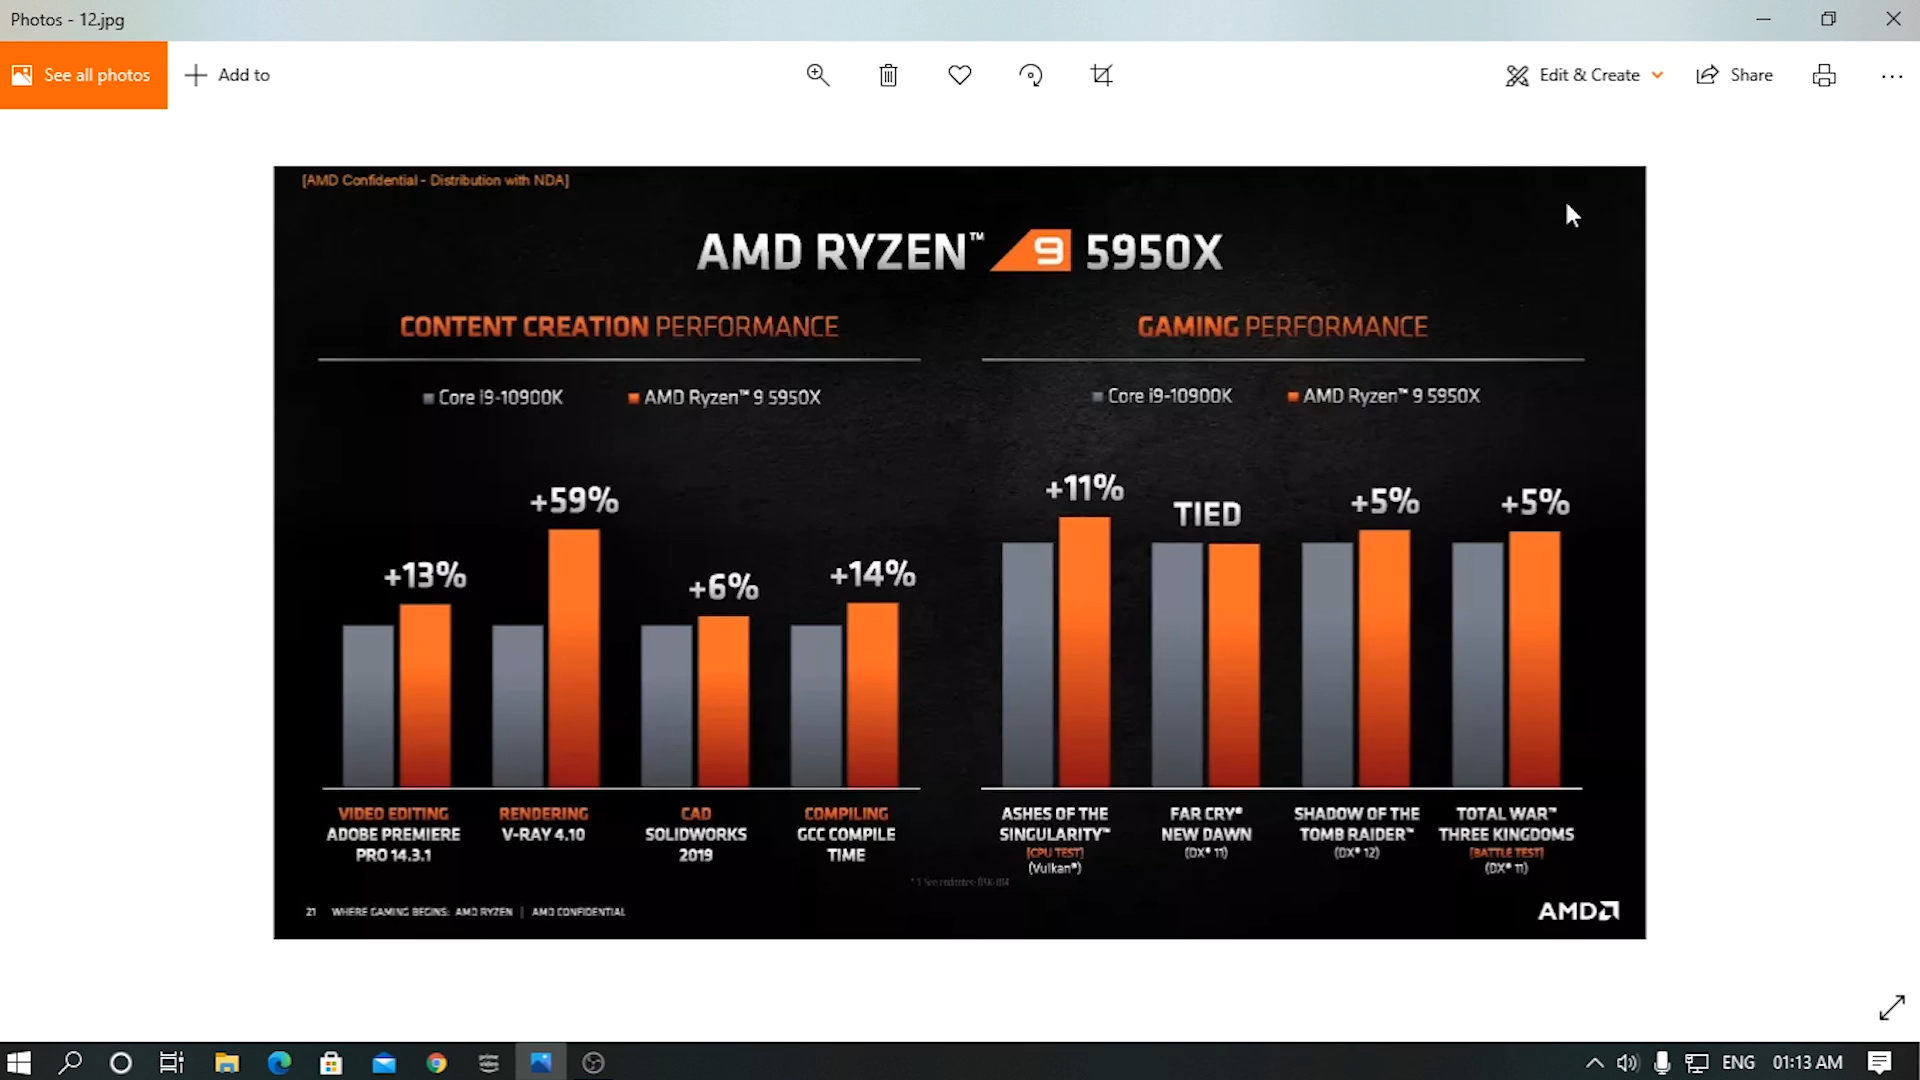 Photos - 12.jpg
See all photos
Add to
Edit & Create
Share
[AMD Confidential - Distribution with NDA]
AMD RYZEN™ 9 5950X
CONTENT CREATION PERFORMANCE
Core i9-10900K
AMD Ryzen™ 9 5950X
+13%
+59%
+6%
+14%
VIDEO EDITING
ADOBE PREMIERE
PRO 14.3.1
RENDERING
V-RAY 4.10
CAD
SOLIDWORKS
2019
COMPILING
GCC COMPILE
TIME
GAMING PERFORMANCE
Core i9-10900K
AMD Ryzen™ 9 5950X
+11%
TIED
+5%
+5%
ASHES OF THE
SINGULARITY™
[CPU TEST]
(Vulkan®)
FAR CRY®
NEW DAWN
(DX® 11)
SHADOW OF THE
TOMB RAIDER™
(DX® 12)
TOTAL WAR™
THREE KINGDOMS
[BATTLE TEST]
(DX® 11)
21 WHERE GAMING BEGINS: AMD RYZEN | AMD CONFIDENTIAL
AMD
prime video
ENG
01:13 AM